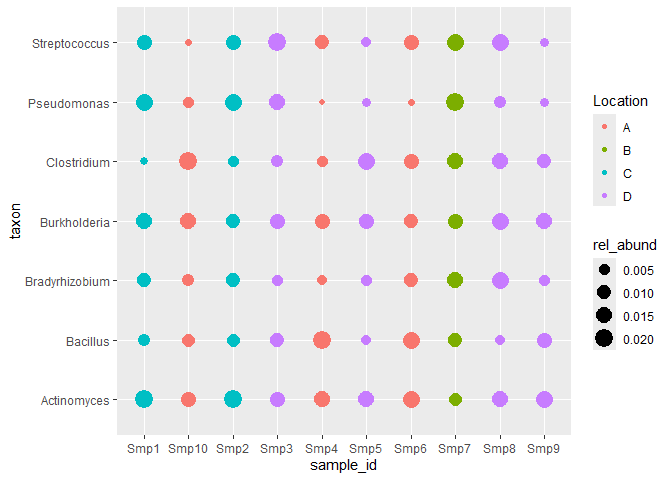 Streptococcus
Pseudomonas
Clostridium
Burkholderia
Bradyrhizobium
Bacillus
Actinomyces
taxon
Smp1 Smp10 Smp2 Smp3 Smp4 Smp5 Smp6 Smp7 Smp8 Smp9
sample_id
Location
A
B
C
D
rel_abund
0.005
0.010
0.015
0.020